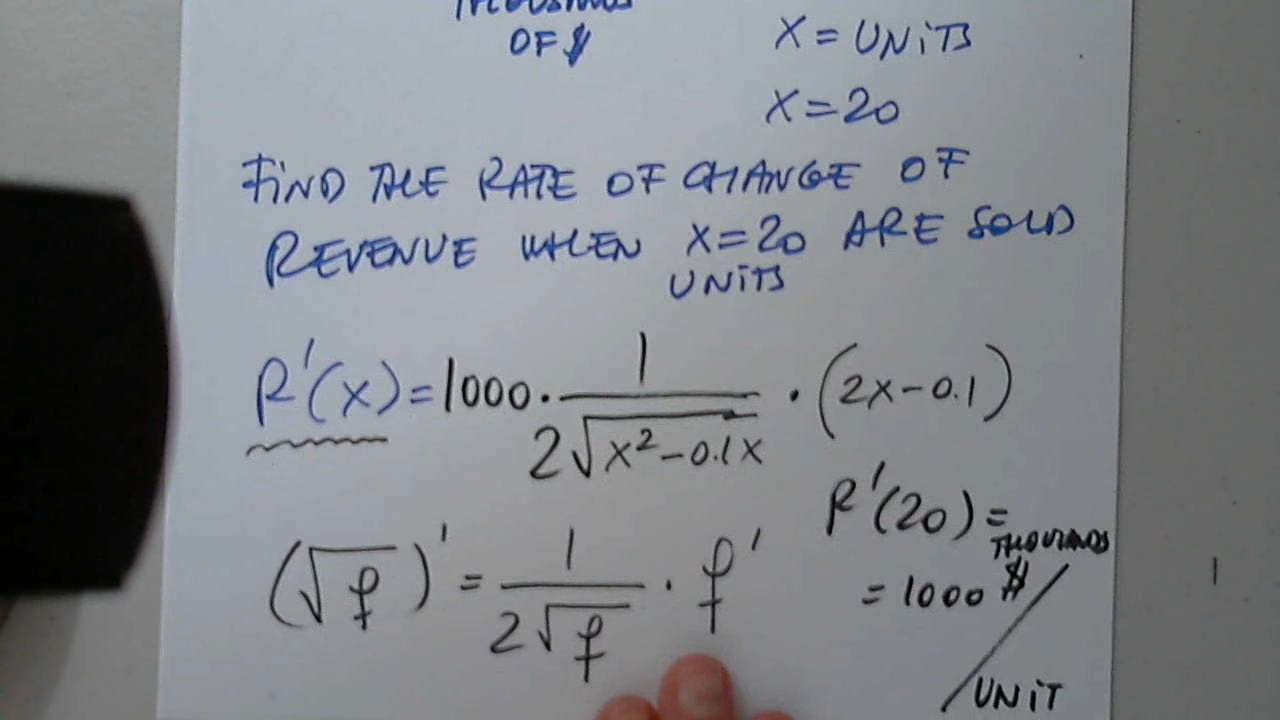 THOUSANDS
OF $
X = UNITS
X = 20
FIND THE RATE OF CHANGE OF
REVENUE WHEN X=20 ARE SOLD
UNITS
R'(x) = 1000 · 1/(2√(x²-0.1x)) · (2x-0.1)
(√f)' = 1/(2√f) · f'
R'(20) =
THOUSANDS
= 1000 $/UNIT